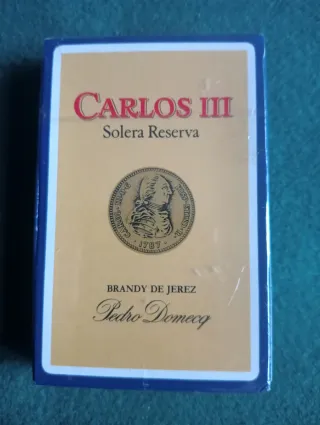 CARLOS III
Solera Reserva
1787
BRANDY DE JEREZ
Pedro Domecq